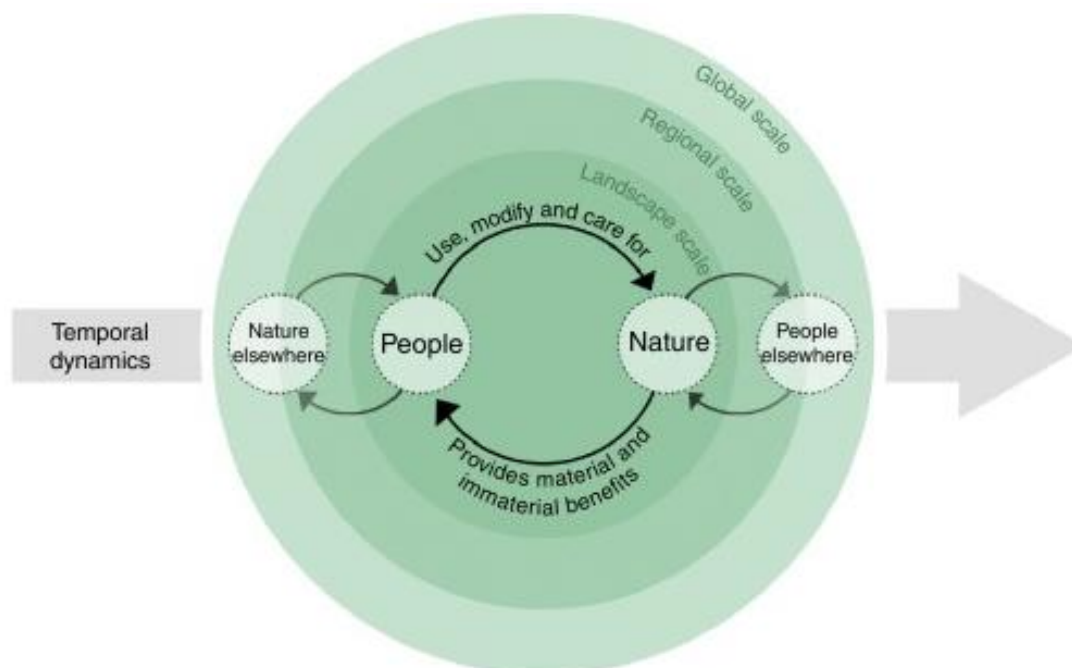 Global scale
Regional scale
Landscape scale
Use, modify and care for
Temporal
dynamics
Nature
elsewhere
People
Nature
People
elsewhere
Provides material and
immaterial benefits